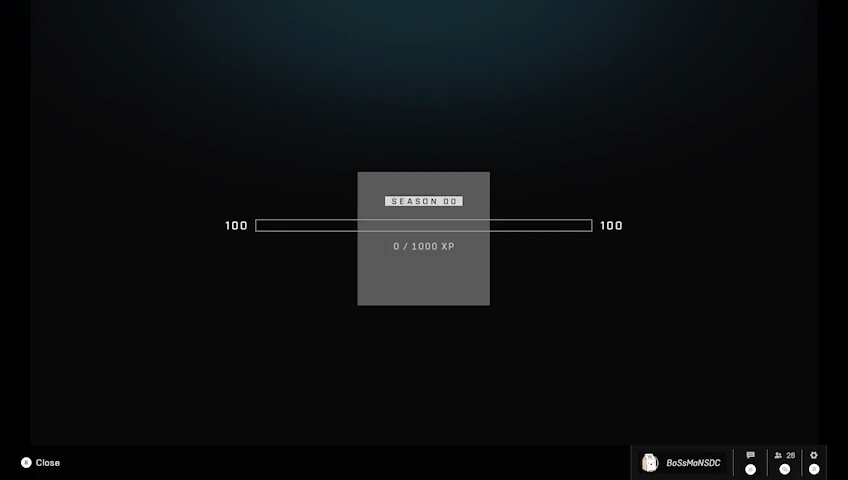 SEASON 00
100 100
0 / 1000 XP
Close
BoSsMaNSDC
26